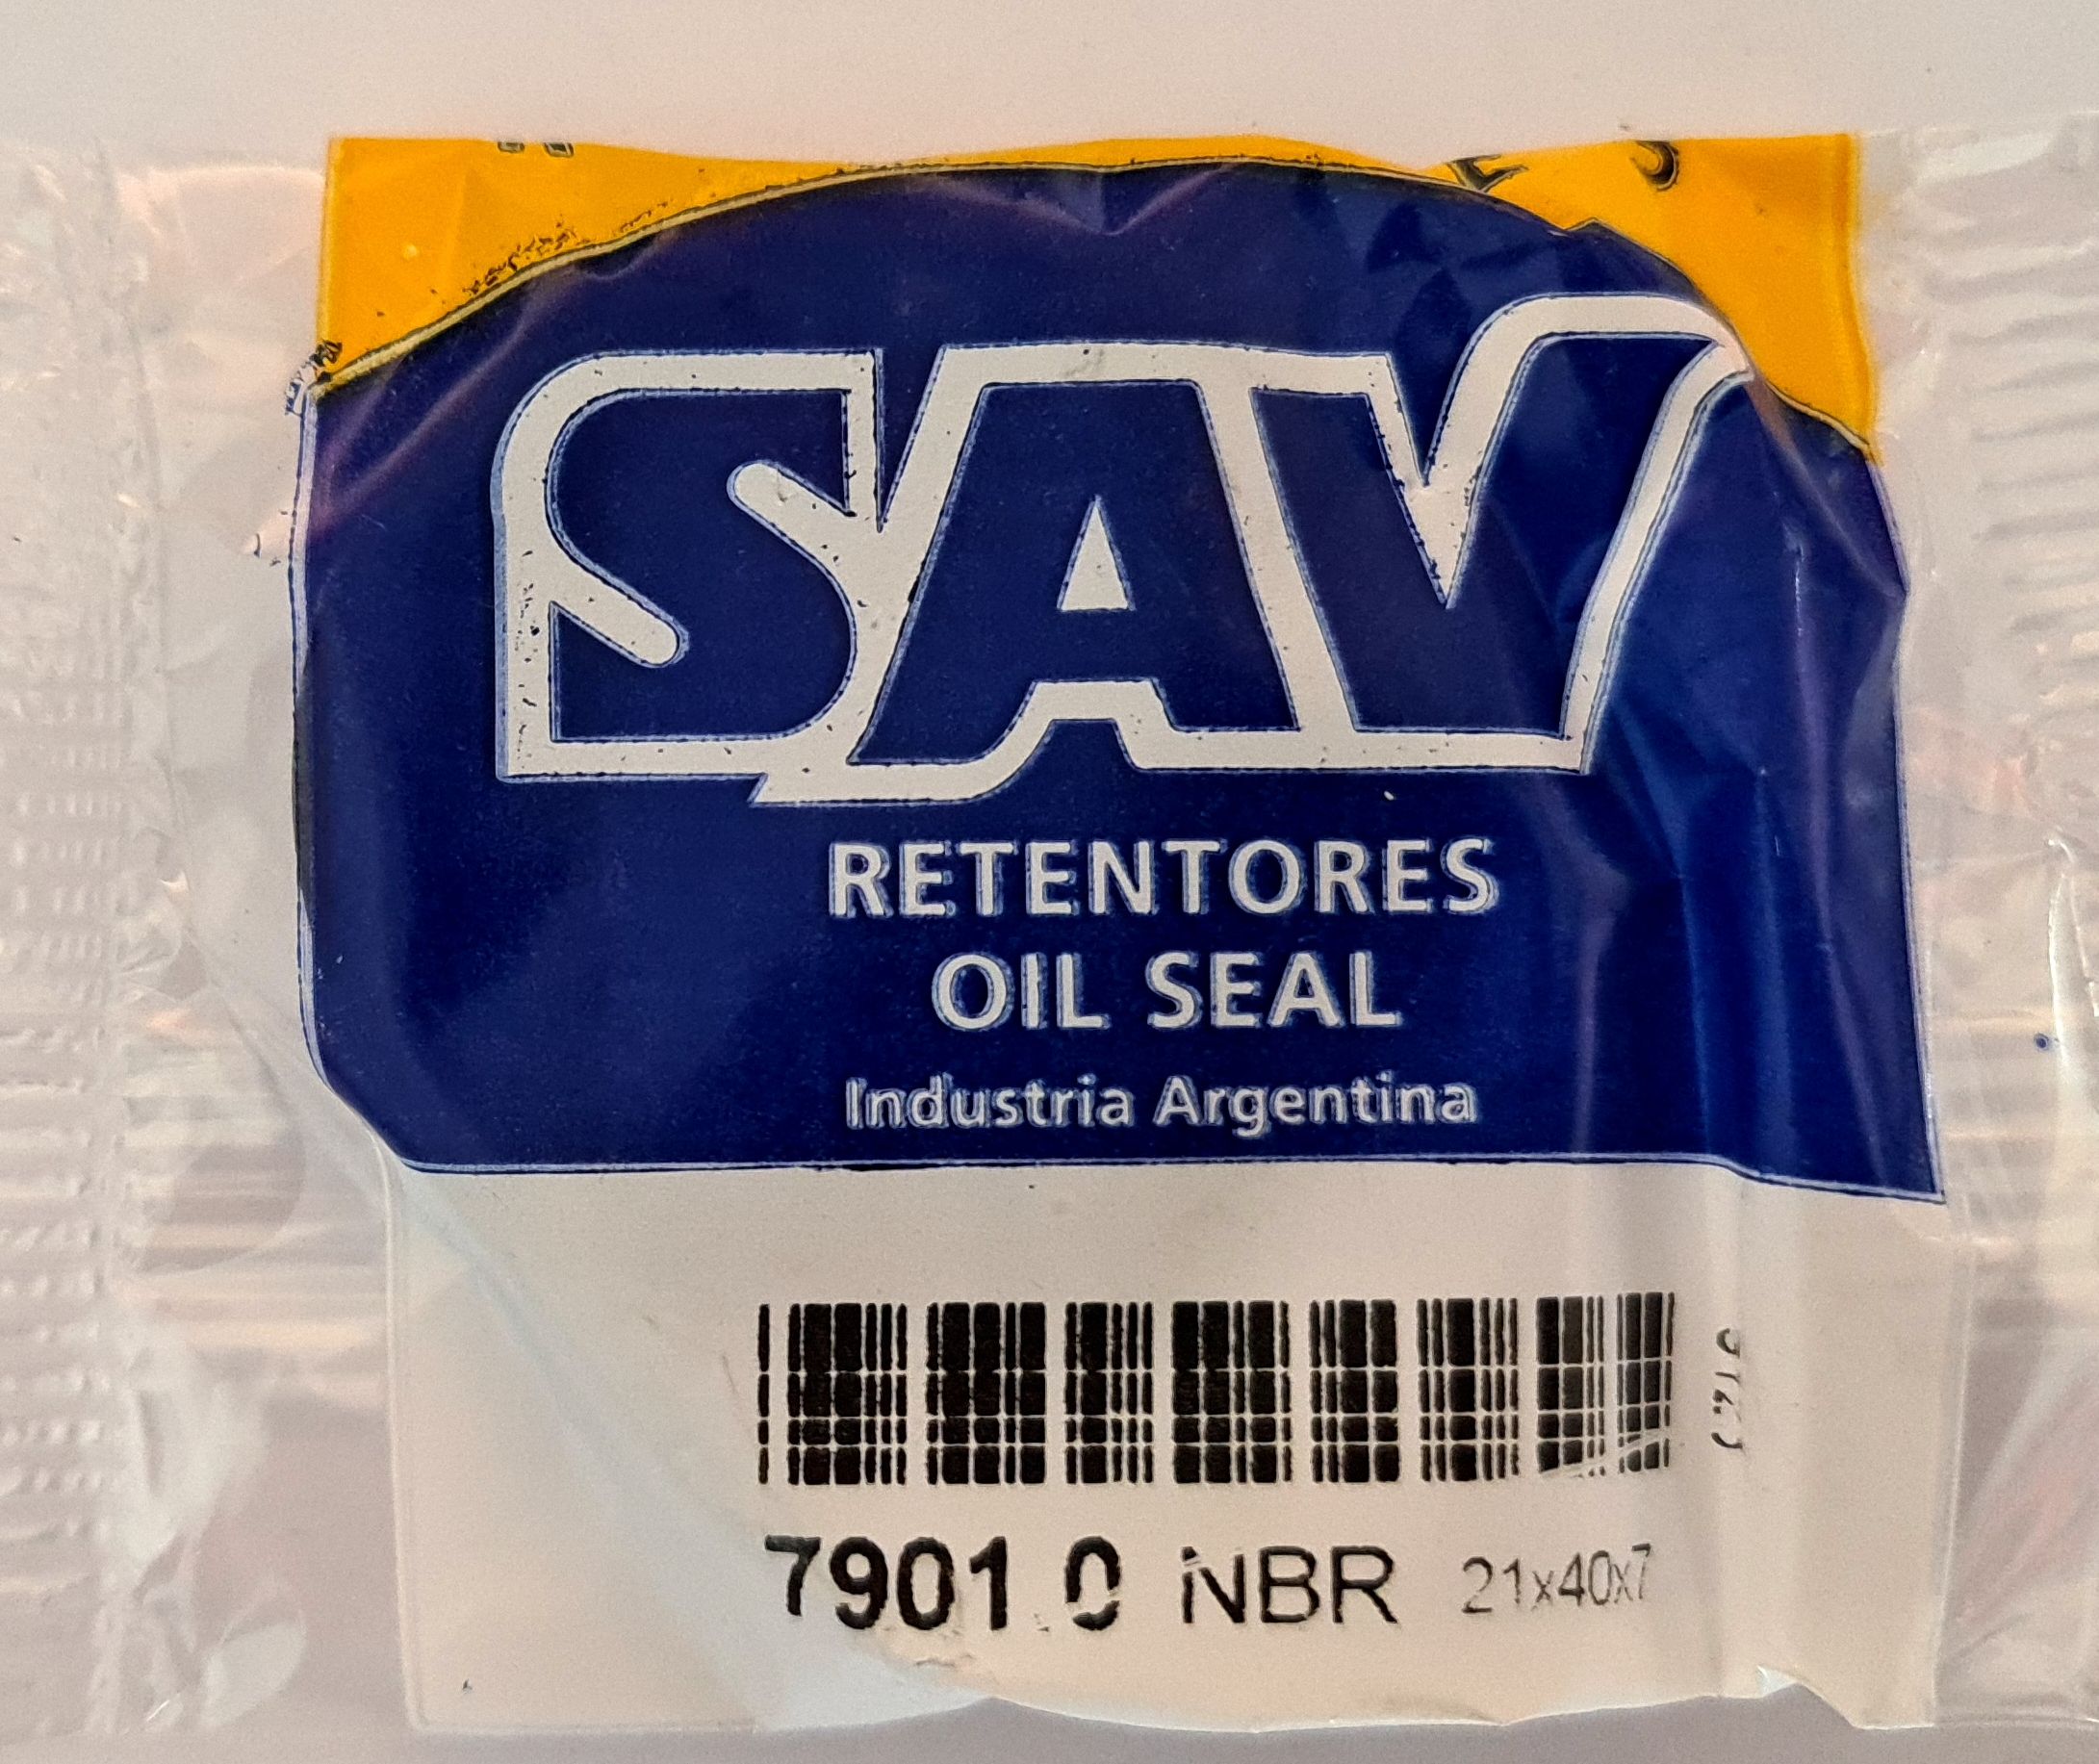 SAV
RETENTORES
OIL SEAL
Industria Argentina
7901 0 NBR 21x40x7